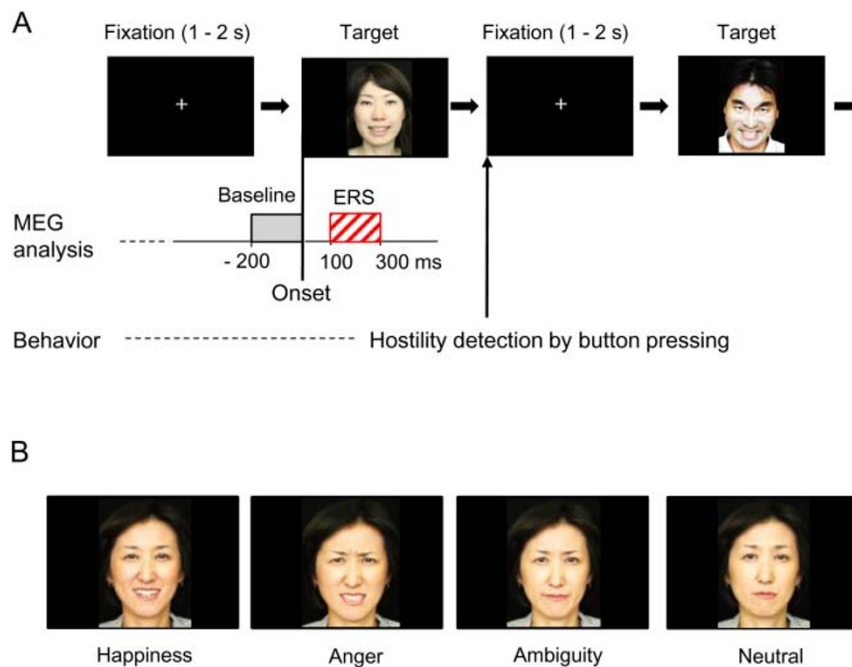 A
Fixation (1 - 2 s) Target Fixation (1 - 2 s) Target
Baseline ERS
MEG
analysis
- 200 100 300 ms
Onset
Behavior Hostility detection by button pressing
B
Happiness Anger Ambiguity Neutral